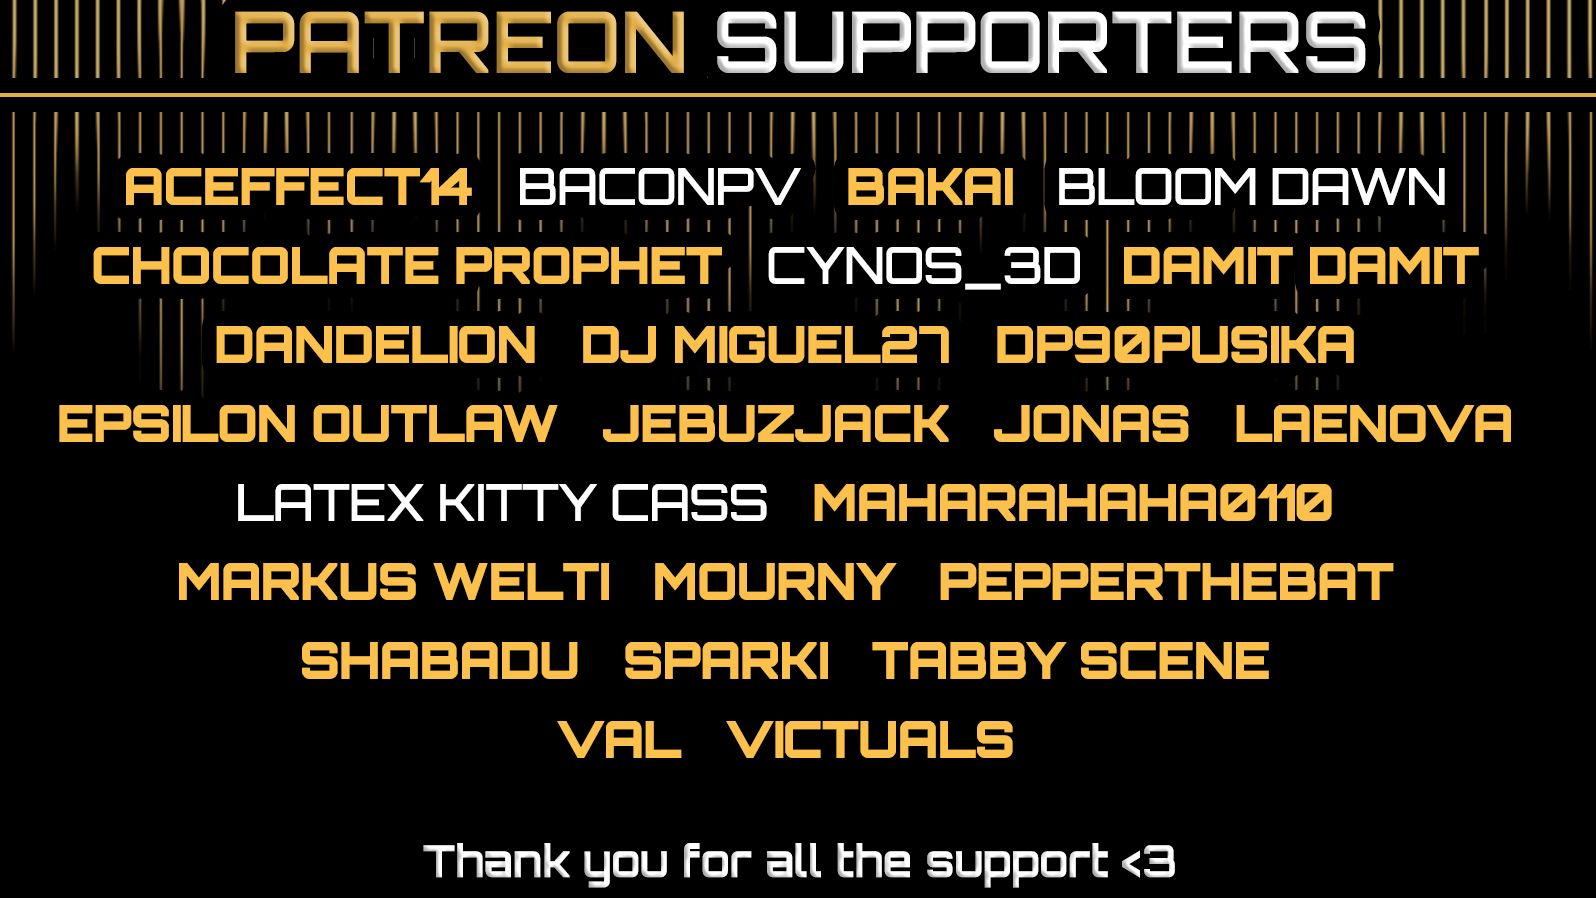 PATREON SUPPORTERS
ACEFFECT14 BACONPV BAKAI BLOOM DAWN
CHOCOLATE PROPHET CYNOS_3D DAMIT DAMIT
DANDELION DJ MIGUEL27 DP90PUSIKA
EPSILON OUTLAW JEBUZJACK JONAS LAENOVA
LATEX KITTY CASS MAHARAHAHA0110
MARKUS WELTI MOURNY PEPPERTHEBAT
SHABADU SPARKI TABBY SCENE
VAL VICTUALS
Thank you for all the support <3